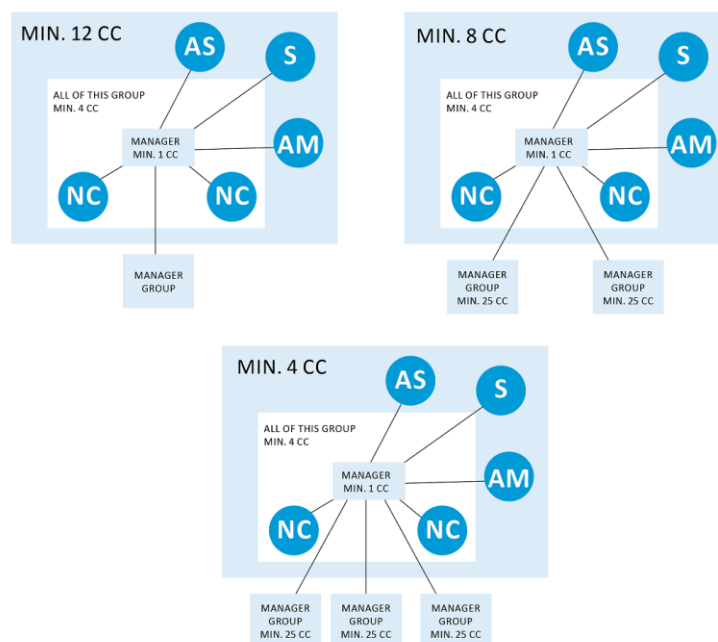 MIN. 12 CC
AS
S
ALL OF THIS GROUP
MIN. 4 CC
MANAGER
MIN. 1 CC
AM
NC
NC
MANAGER
GROUP
MIN. 8 CC
AS
S
ALL OF THIS GROUP
MIN. 4 CC
MANAGER
MIN. 1 CC
AM
NC
NC
MANAGER
GROUP
MIN. 25 CC
MANAGER
GROUP
MIN. 25 CC
MIN. 4 CC
AS
S
ALL OF THIS GROUP
MIN. 4 CC
MANAGER
MIN. 1 CC
AM
NC
NC
MANAGER
GROUP
MIN. 25 CC
MANAGER
GROUP
MIN. 25 CC
MANAGER
GROUP
MIN. 25 CC